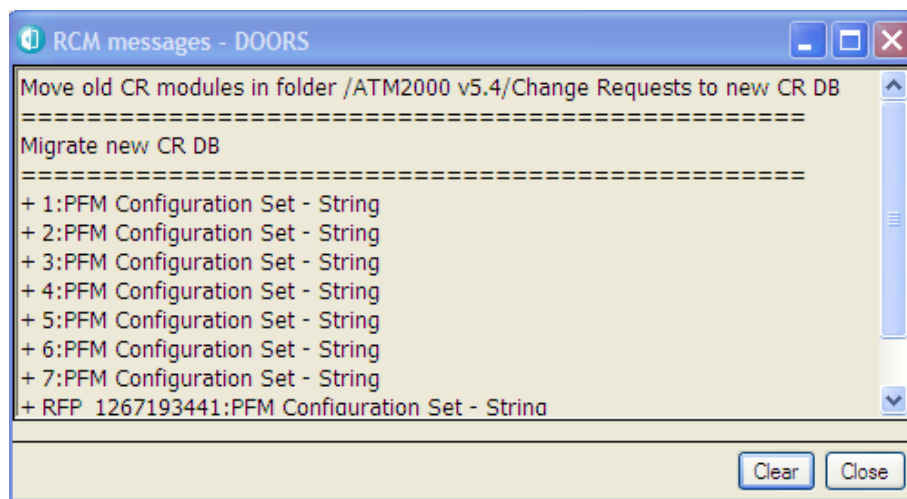 RCM messages - DOORS
Move old CR modules in folder /ATM2000 v5.4/Change Requests to new CR DB
================================================
Migrate new CR DB
================================================
+ 1:PFM Configuration Set - String
+ 2:PFM Configuration Set - String
+ 3:PFM Configuration Set - String
+ 4:PFM Configuration Set - String
+ 5:PFM Configuration Set - String
+ 6:PFM Configuration Set - String
+ 7:PFM Configuration Set - String
+ RFP_1267193441:PFM Configuration Set - String
Clear Close